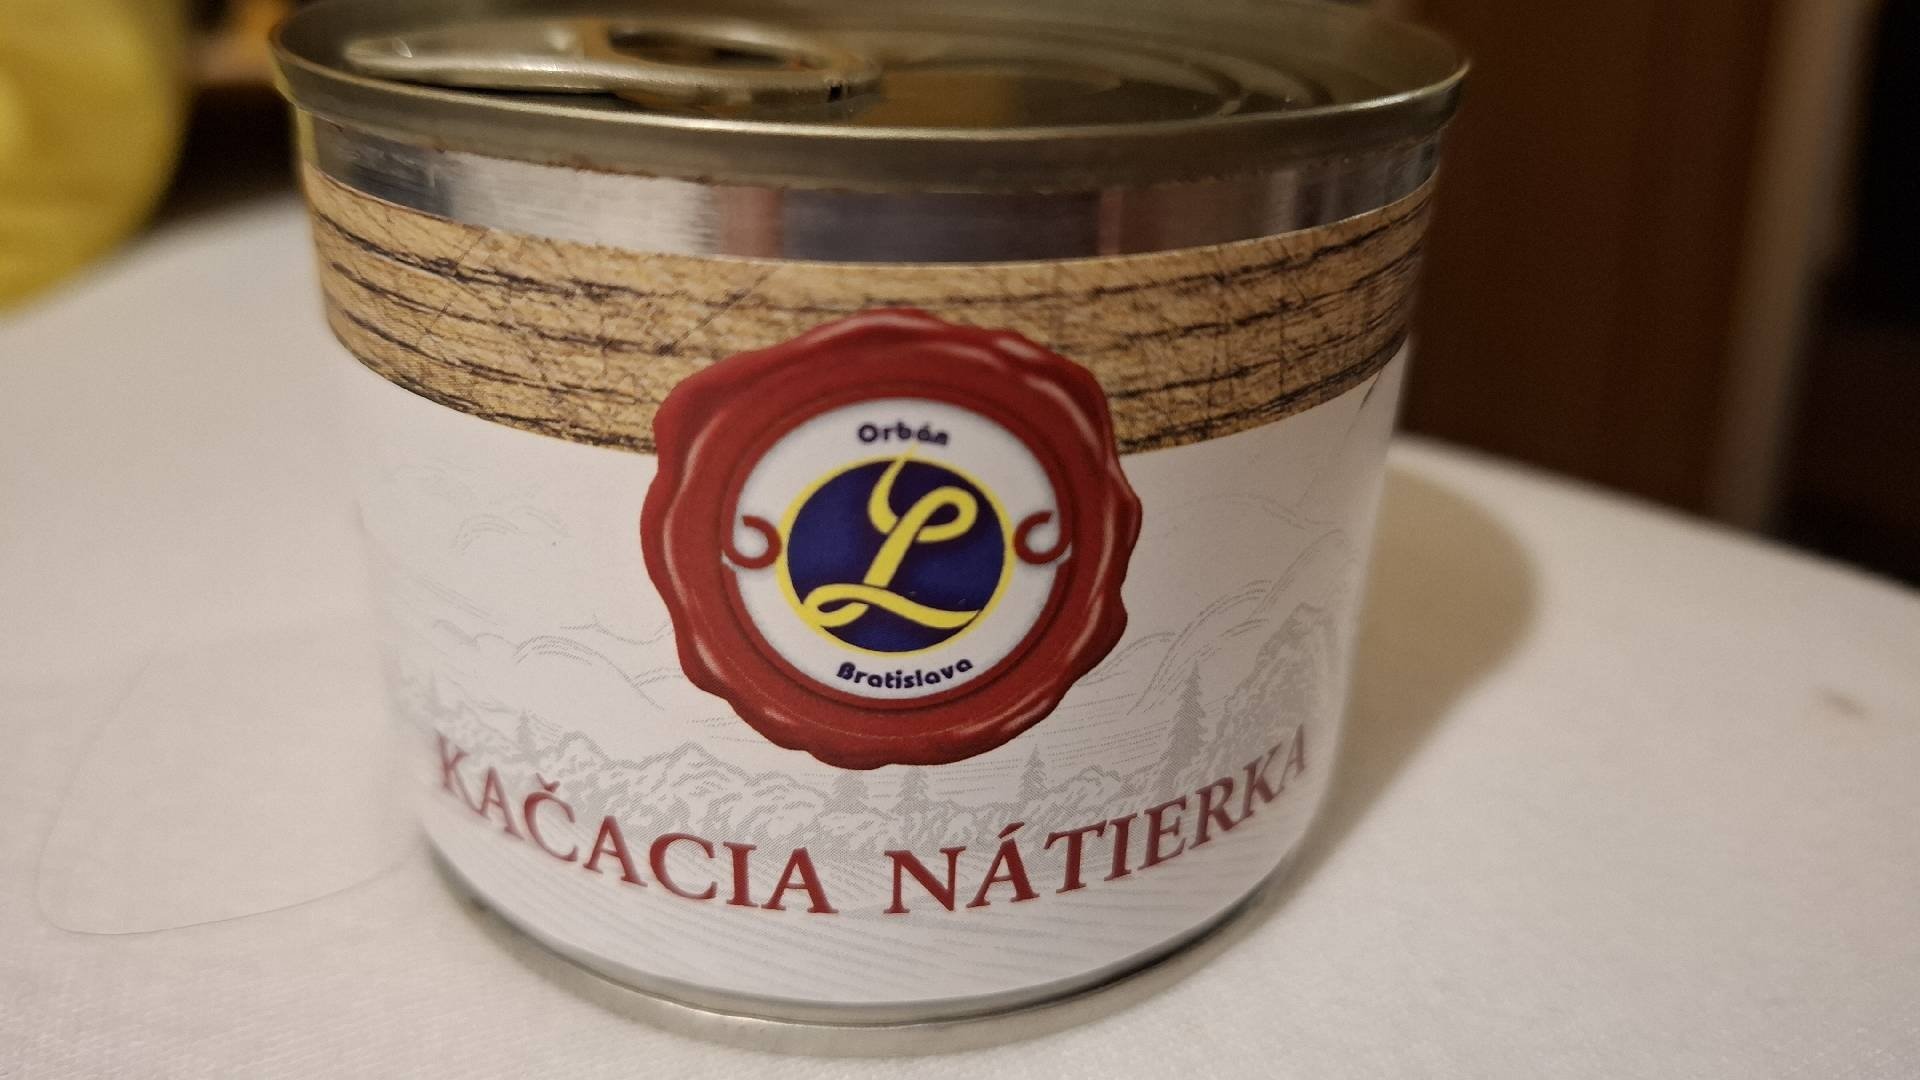 Orbán
L
Bratislava
KAČACIA NÁTIERKA